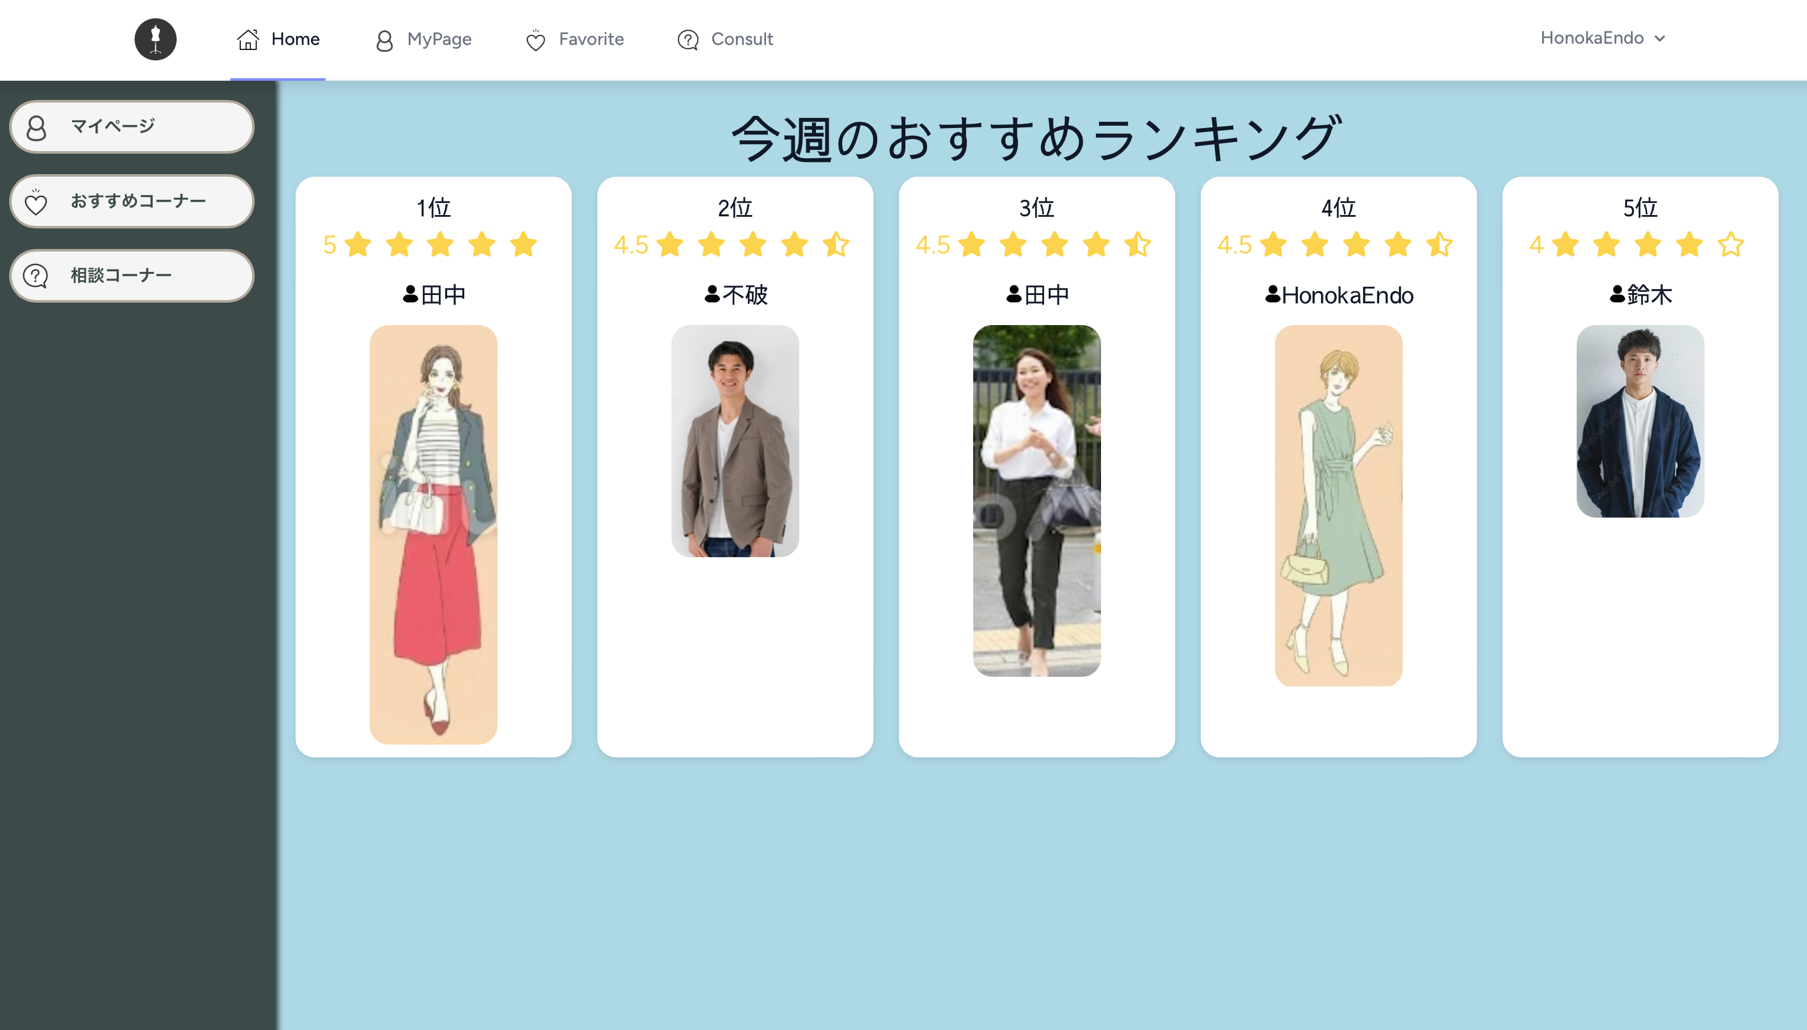 Home
MyPage
Favorite
Consult
HonokaEndo
マイページ
おすすめコーナー
相談コーナー
今週のおすすめランキング
1位
5
田中
2位
4.5
不破
3位
4.5
田中
4位
4.5
HonokaEndo
5位
4
鈴木